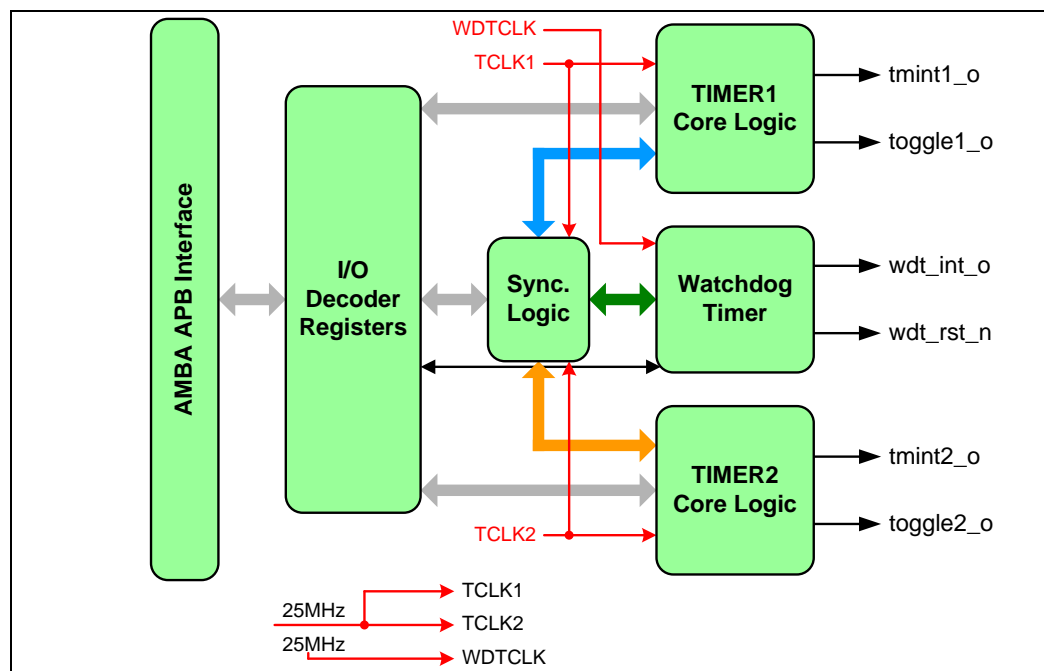 WDTCLK
TCLK1
TIMER1
Core Logic
tmint1_o
toggle1_o
AMBA APB Interface
I/O
Decoder
Registers
Sync.
Logic
Watchdog
Timer
wdt_int_o
wdt_rst_n
TIMER2
Core Logic
tmint2_o
toggle2_o
TCLK2
25MHz
TCLK1
TCLK2
25MHz
WDTCLK